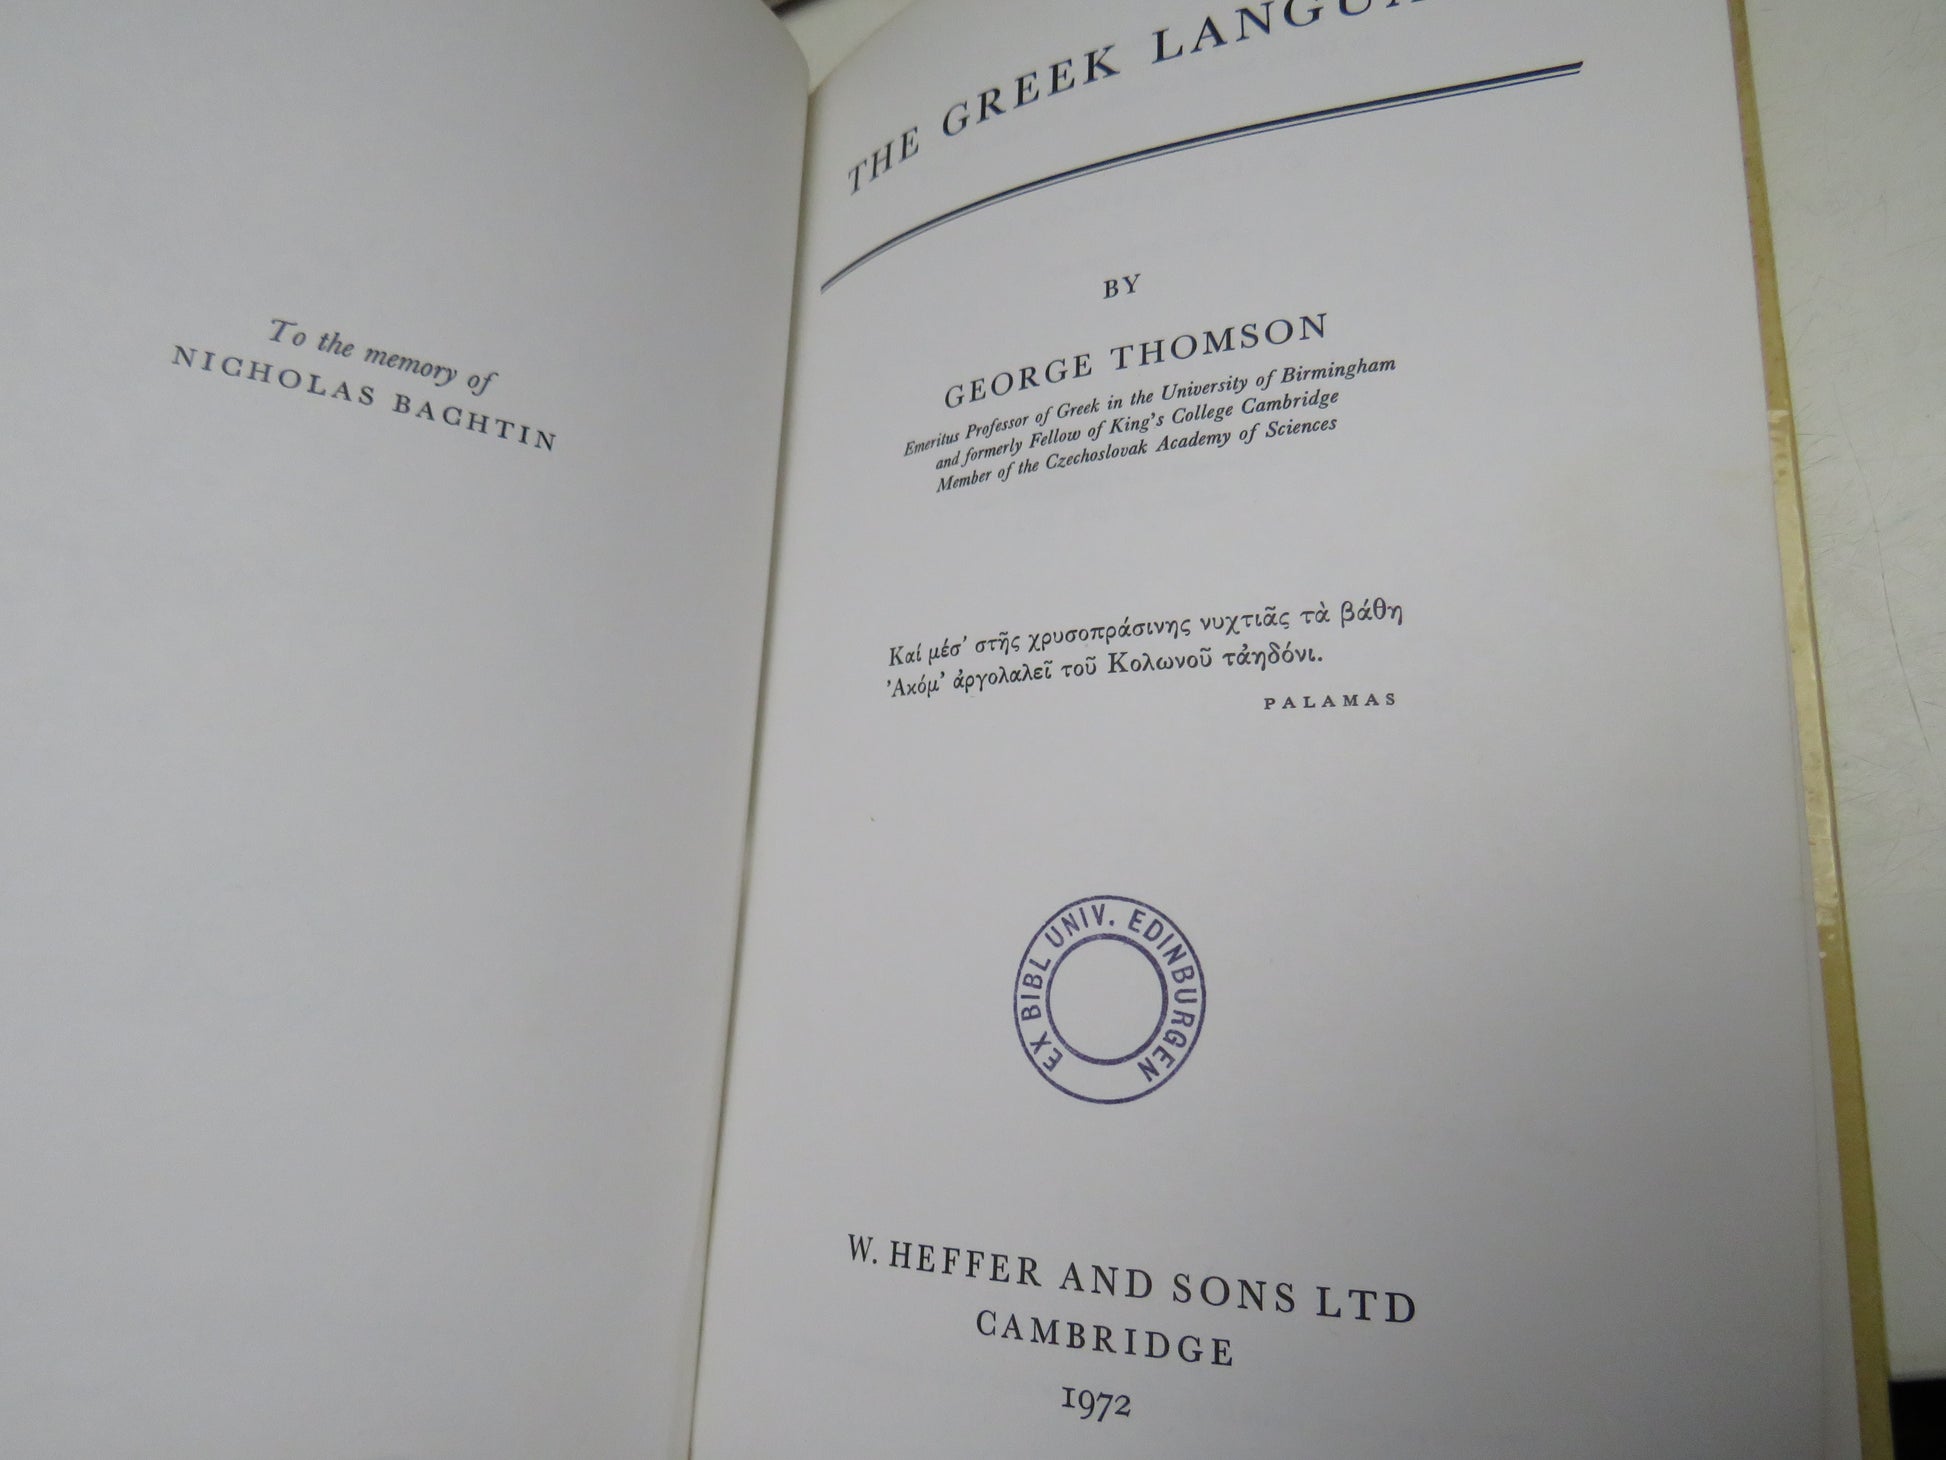 To the memory of
NICHOLAS BACHTIN
THE GREEK
BY
GEORGE THOMSON
Emeritus Professor of Greek in the University of Birmingham
and formerly Fellow of King's College Cambridge
Member of the Czechoslovak Academy of Sciences
Καί μέσ' στῆς χρυσοπράσινης νυχτιᾶς τὰ βάθη
'Ακόμ' ἀργολαλεῖ τοῦ Κολωνοῦ τἀηδόνι.
PALAMAS
EX BIBL UNIV. EDINBURGEN
W. HEFFER AND SONS LTD
CAMBRIDGE
1972